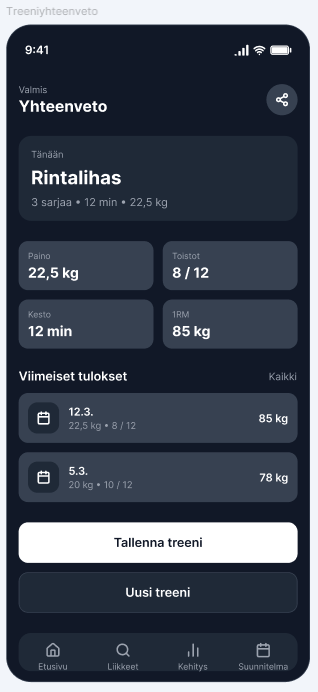 Treeniyhteenveto
9:41
Valmis
Yhteenveto
Tänään
Rintalihas
3 sarjaa • 12 min • 22,5 kg
Paino
22,5 kg
Toistot
8 / 12
Kesto
12 min
1RM
85 kg
Viimeiset tulokset
Kaikki
12.3.
22,5 kg • 8 / 12
85 kg
5.3.
20 kg • 10 / 12
78 kg
Tallenna treeni
Uusi treeni
Etusivu
Liikkeet
Kehitys
Suunnitelma